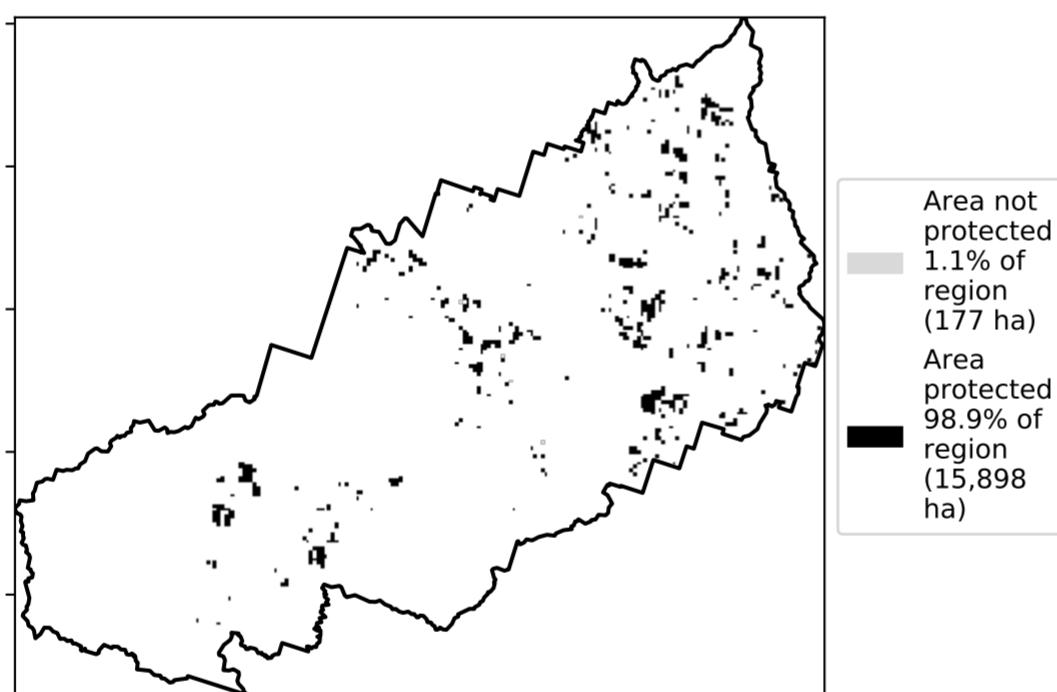 Area not
protected
1.1% of
region
(177 ha)
Area
protected
98.9% of
region
(15,898
ha)